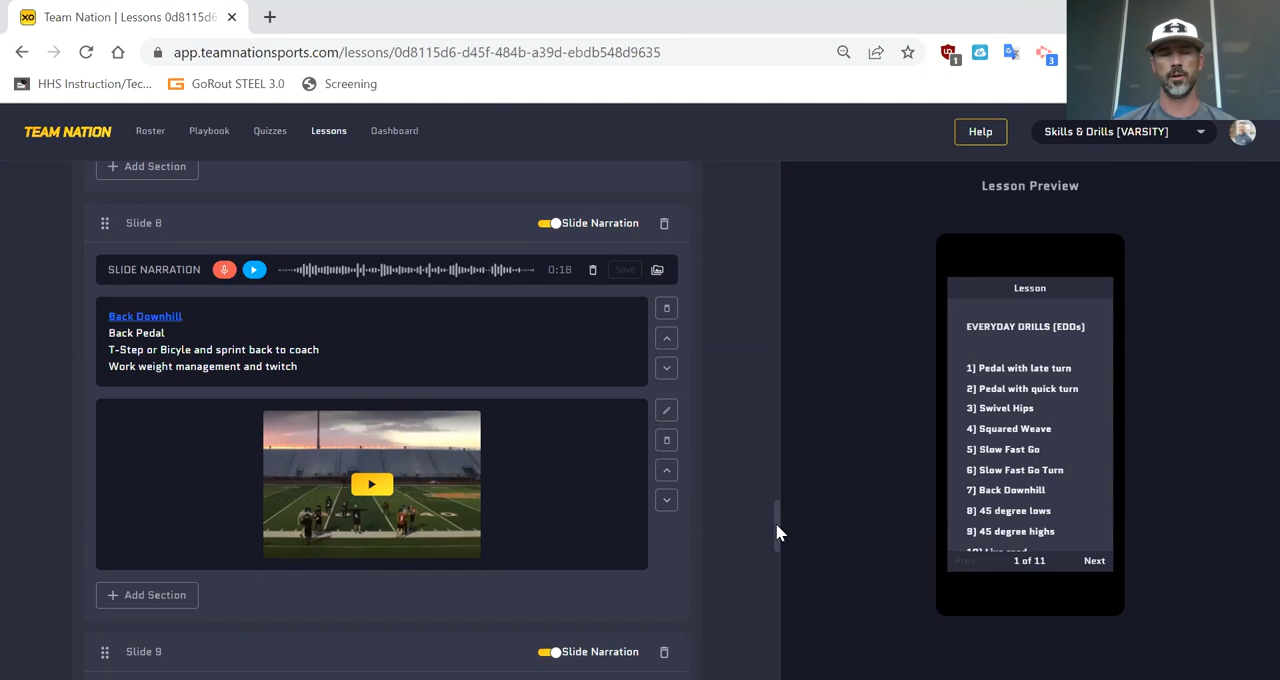 XO Team Nation | Lessons 0d8115d6
app.teamnationsports.com/lessons/0d8115d6-d45f-484b-a39d-ebdb548d9635
1
3
HHS Instruction/Tec...
GoRout STEEL 3.0
Screening
H
TEAM NATION
Roster
Playbook
Quizzes
Lessons
Dashboard
Help
Skills & Drills [VARSITY]
Add Section
Slide 8
Slide Narration
SLIDE NARRATION
0:18
Save
Back Downhill
Back Pedal
T-Step or Bicyle and sprint back to coach
Work weight management and twitch
Add Section
Slide 9
Slide Narration
Lesson Preview
Lesson
EVERYDAY DRILLS [EDDs]
1] Pedal with late turn
2] Pedal with quick turn
3] Swivel Hips
4] Squared Weave
5] Slow Fast Go
6] Slow Fast Go Turn
7] Back Downhill
8] 45 degree lows
9] 45 degree highs
Prev
1 of 11
Next